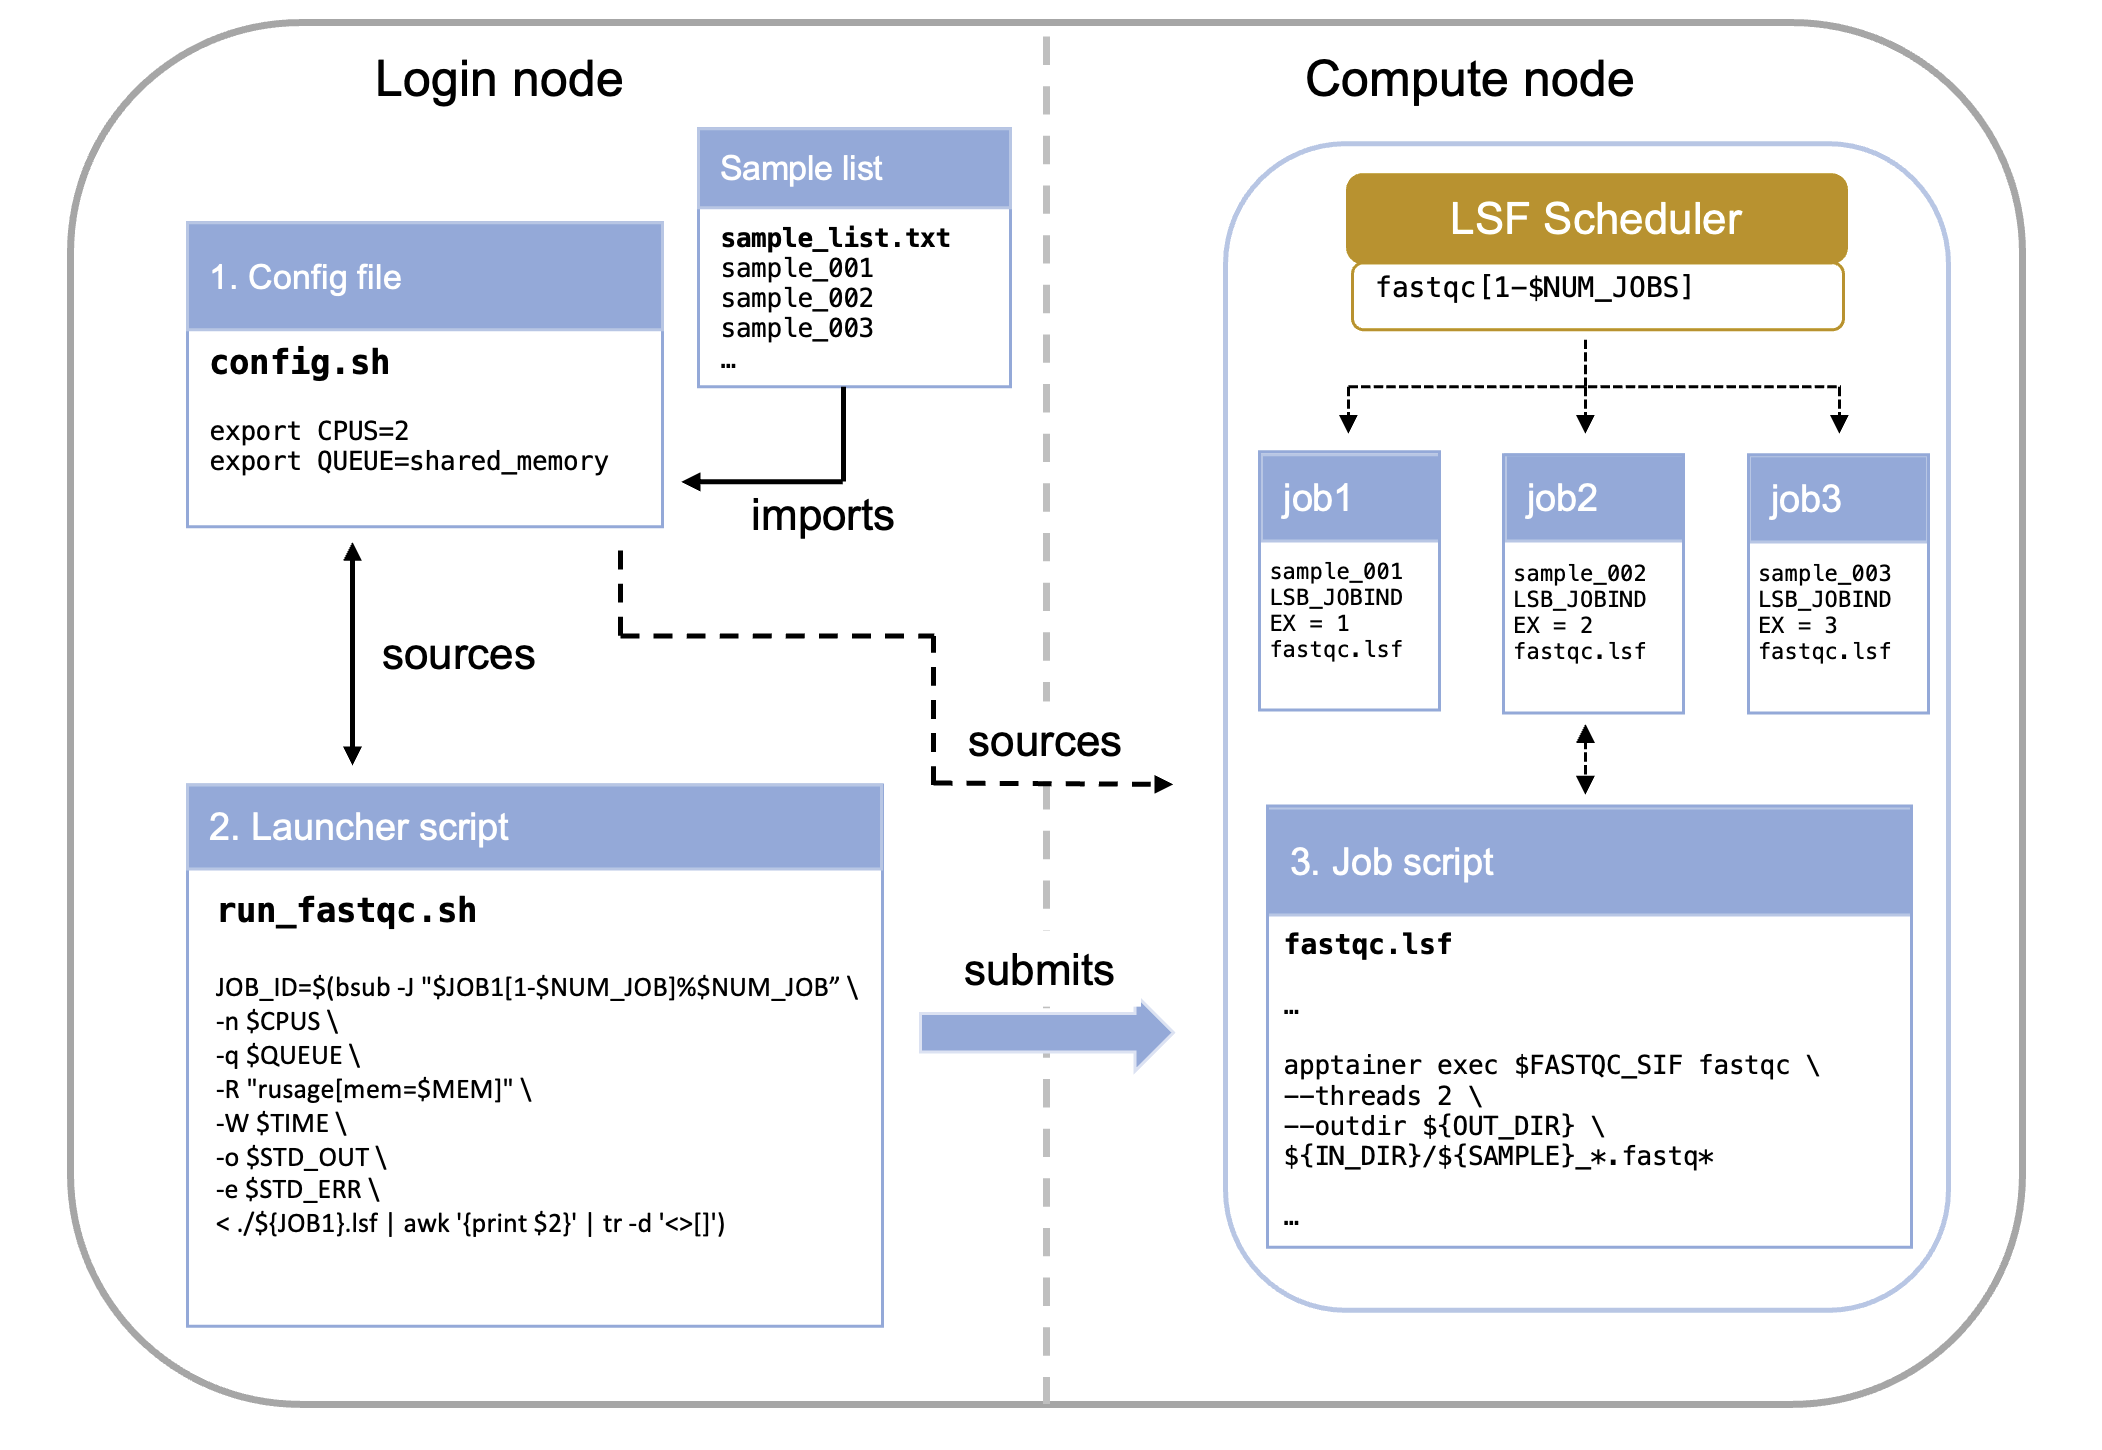 Login node
Compute node
Sample list
sample_list.txt
sample_001
sample_002
sample_003
…
1. Config file
config.sh
export CPUS=2
export QUEUE=shared_memory
imports
sources
sources
2. Launcher script
run_fastqc.sh
JOB_ID=$(bsub -J "$JOB1[1-$NUM_JOB]%$NUM_JOB” \
-n $CPUS \
-q $QUEUE \
-R "rusage[mem=$MEM]" \
-W $TIME \
-o $STD_OUT \
-e $STD_ERR \
< ./${JOB1}.lsf | awk '{print $2}' | tr -d '<>[]')
submits
LSF Scheduler
fastqc[1-$NUM_JOBS]
job1
sample_001
LSB_JOBIND
EX = 1
fastqc.lsf
job2
sample_002
LSB_JOBIND
EX = 2
fastqc.lsf
job3
sample_003
LSB_JOBIND
EX = 3
fastqc.lsf
3. Job script
fastqc.lsf
…
apptainer exec $FASTQC_SIF fastqc \
--threads 2 \
--outdir ${OUT_DIR} \
${IN_DIR}/${SAMPLE}_*.fastq*
…